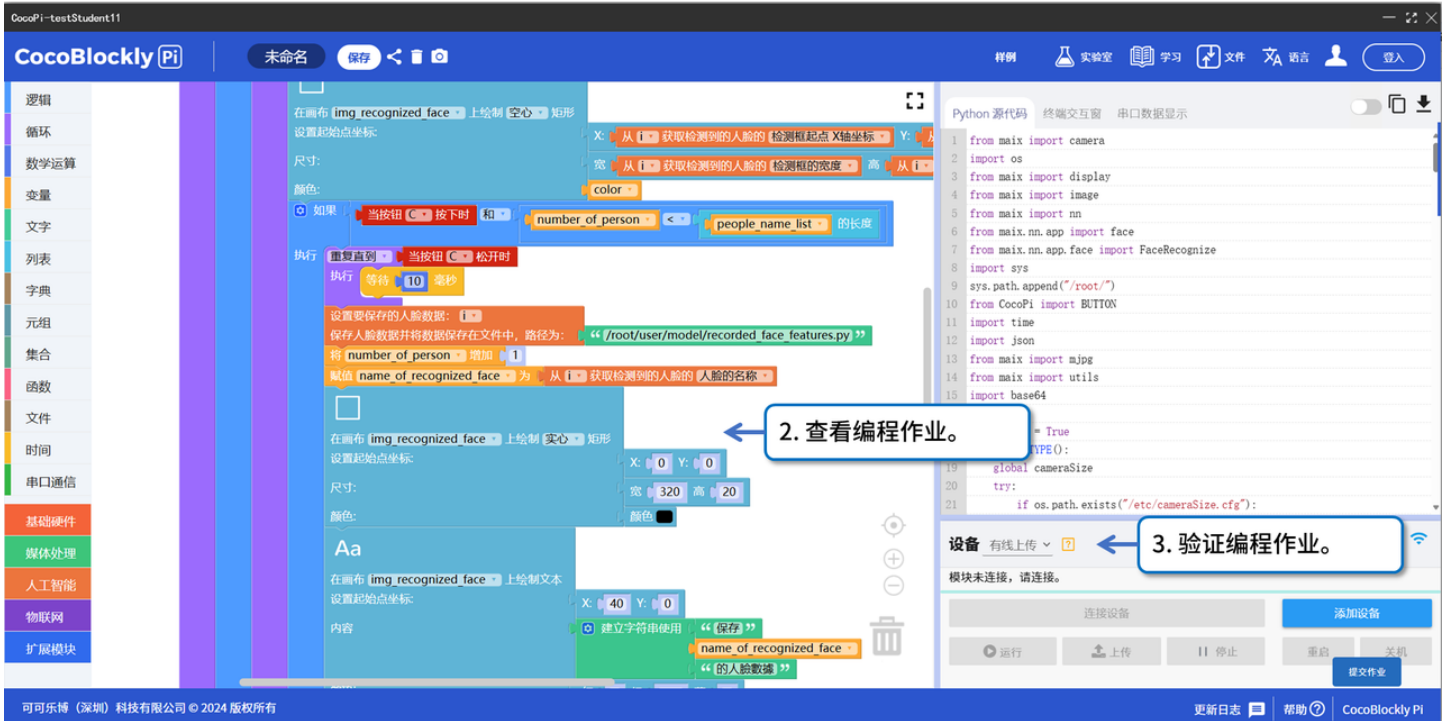 CocoPi-testStudent11
CocoBlockly Pi
未命名
保存
样例
实验室
学习
文件
语言
登入
逻辑
循环
数学运算
变量
文字
列表
字典
元组
集合
函数
文件
时间
串口通信
基础硬件
媒体处理
人工智能
物联网
扩展模块
在画布 img_recognized_face 上绘制 空心 矩形
设置起始点坐标: X: 从 i 获取检测到的人脸的 检测框起点 X轴坐标 Y: 从
尺寸: 宽 从 i 获取检测到的人脸的 检测框的宽度 高 从 i
颜色: color
如果 当按钮 C 按下时 和 number_of_person < people_name_list 的长度
执行 重复直到 当按钮 C 松开时
执行 等待 10 毫秒
设置要保存的人脸数据: i
保存人脸数据并将数据保存在文件中，路径为: “ /root/user/model/recorded_face_features.py ”
将 number_of_person 增加 1
赋值 name_of_recognized_face 为 从 i 获取检测到的人脸的 人脸的名称
在画布 img_recognized_face 上绘制 实心 矩形
设置起始点坐标: X: 0 Y: 0
尺寸: 宽 320 高 20
颜色: 颜色
Aa
在画布 img_recognized_face 上绘制文本
设置起始点坐标: X: 40 Y: 0
内容 建立字符串使用 “ 保存 ”
name_of_recognized_face
“ 的人脸數據 ”
2. 查看编程作业。
Python 源代码 终端交互窗 串口数据显示
1 from maix import camera
2 import os
3 from maix import display
4 from maix import image
5 from maix import nn
6 from maix.nn.app import face
7 from maix.nn.app.face import FaceRecognize
8 import sys
9 sys.path.append("/root/")
10 from CocoPi import BUTTON
11 import time
12 import json
13 from maix import mjpg
14 from maix import utils
15 import base64
= True
YPE():
19 global cameraSize
20 try:
21 if os.path.exists("/etc/cameraSize.cfg"):
设备 有线上传 ?
3. 验证编程作业。
模块未连接，请连接。
连接设备
添加设备
运行
上传
停止
重启
关机
提交作业
可可乐博（深圳）科技有限公司 © 2024 版权所有
更新日志
帮助
CocoBlockly Pi